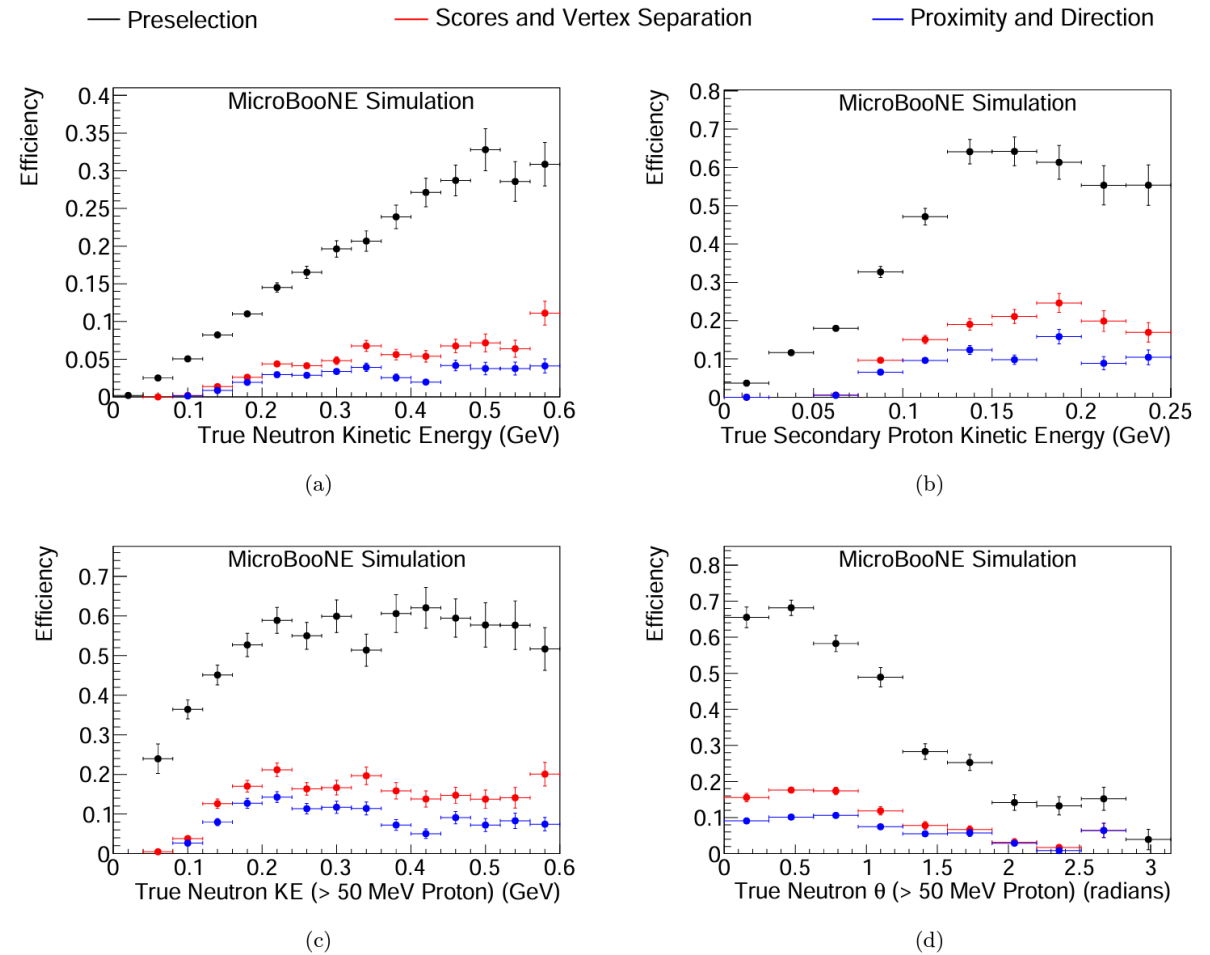 Preselection Scores and Vertex Separation Proximity and Direction
MicroBooNE Simulation
Efficiency
0.4
0.35
0.3
0.25
0.2
0.15
0.1
0.05
0
0 0.1 0.2 0.3 0.4 0.5 0.6
True Neutron Kinetic Energy (GeV)
(a)
MicroBooNE Simulation
Efficiency
0.8
0.7
0.6
0.5
0.4
0.3
0.2
0.1
0
0.05 0.1 0.15 0.2 0.25
True Secondary Proton Kinetic Energy (GeV)
(b)
MicroBooNE Simulation
Efficiency
0.7
0.6
0.5
0.4
0.3
0.2
0.1
0
0 0.1 0.2 0.3 0.4 0.5 0.6
True Neutron KE (> 50 MeV Proton) (GeV)
(c)
MicroBooNE Simulation
Efficiency
0.8
0.7
0.6
0.5
0.4
0.3
0.2
0.1
0
0 0.5 1 1.5 2 2.5 3
True Neutron θ (> 50 MeV Proton) (radians)
(d)